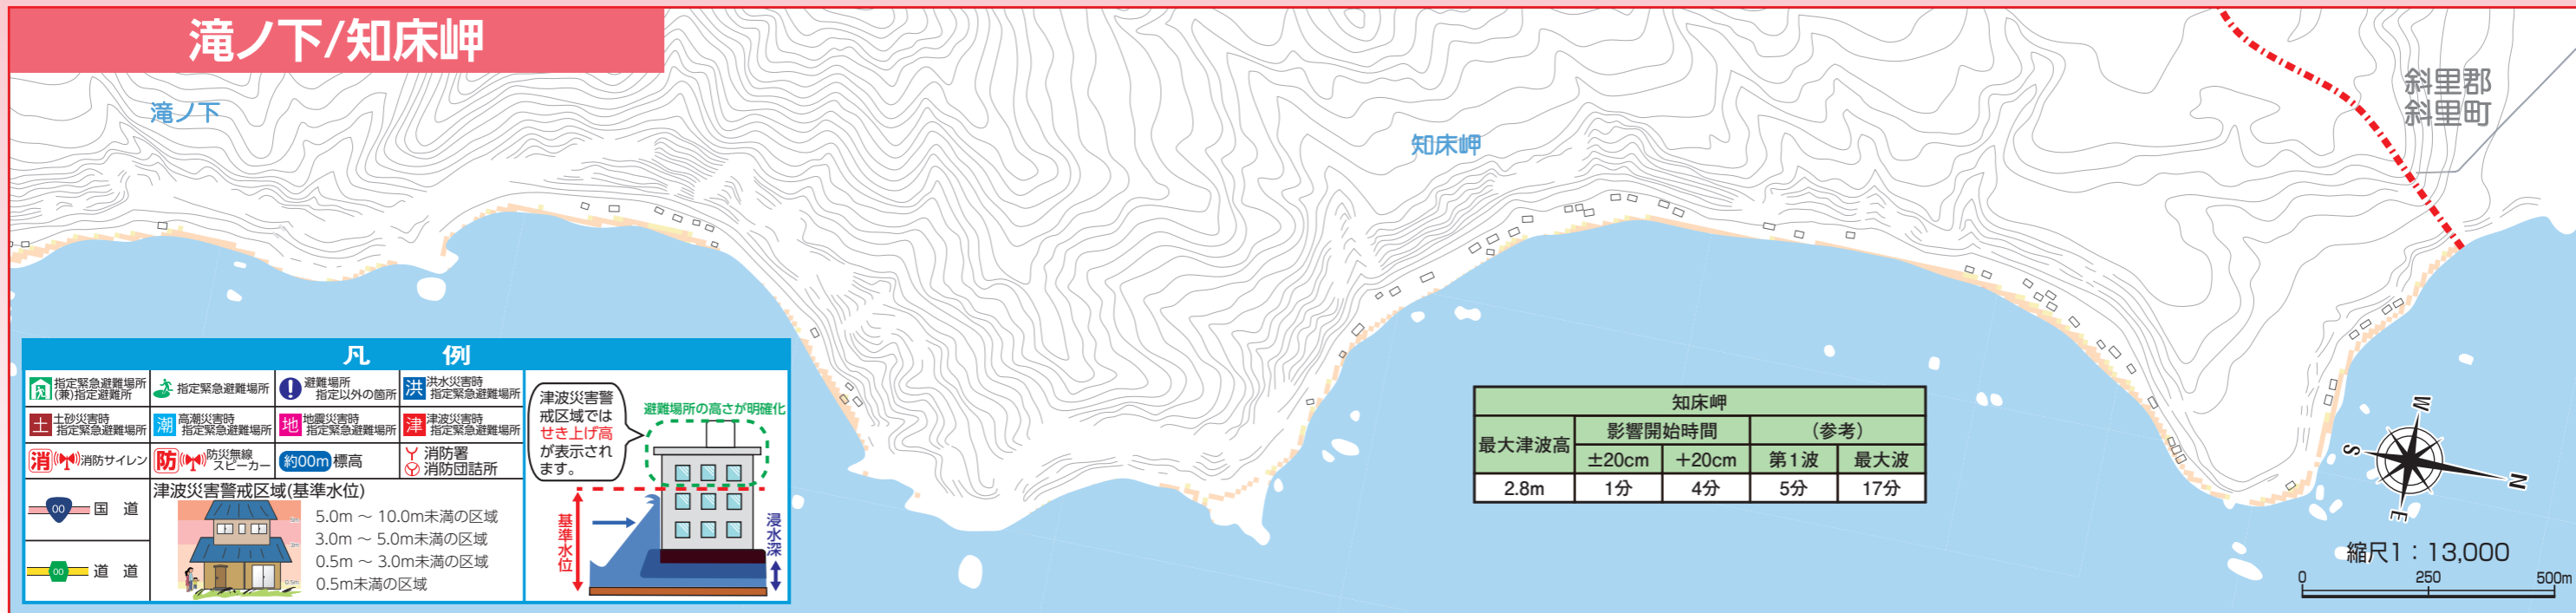 滝ノ下/知床岬
滝ノ下
知床岬
斜里郡
斜里町
凡 例
指定緊急避難場所
(兼)指定避難所
指定緊急避難場所
避難場所
指定以外の箇所
洪
洪水災害時
指定緊急避難場所
土
土砂災害時
指定緊急避難場所
潮
高潮災害時
指定緊急避難場所
地
地震災害時
指定緊急避難場所
津
津波災害時
指定緊急避難場所
消
消防サイレン
防
防災無線
スピーカー
約00m 標高
消防署
消防団詰所
00 国 道
00 道 道
津波災害警戒区域(基準水位)
5.0m ～ 10.0m未満の区域
3.0m ～ 5.0m未満の区域
0.5m ～ 3.0m未満の区域
0.5m未満の区域
津波災害警
戒区域では
せき上げ高
が表示され
ます。
避難場所の高さが明確化
基準水位
浸水深
知床岬
最大津波高 影響開始時間 (参考)
±20cm +20cm 第1波 最大波
2.8m 1分 4分 5分 17分
W
S
N
E
縮尺1：13,000
0 250 500m